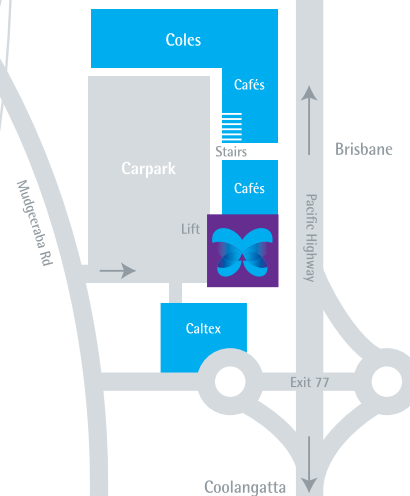 Coles
Cafés
Stairs
Brisbane
Carpark
Cafés
Mudgeeraba Rd
Lift
Pacific Highway
Caltex
Exit 77
Coolangatta